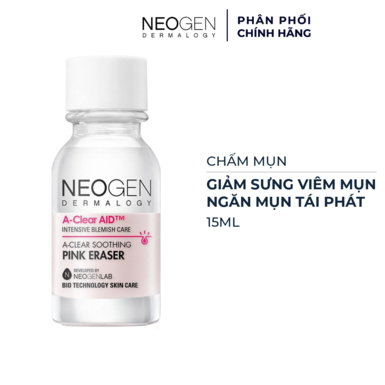 NEOGEN
DERMALOGY
PHÂN PHỐI
CHÍNH HÃNG
NEOGEN
DERMALOGY
A-Clear AID™
INTENSIVE BLEMISH CARE
A-CLEAR SOOTHING
PINK ERASER
N
DEVELOPED BY
NEOGENLAB
BIO TECHNOLOGY SKIN CARE
CHẤM MỤN
GIẢM SƯNG VIÊM MỤN
NGĂN MỤN TÁI PHÁT
15ML